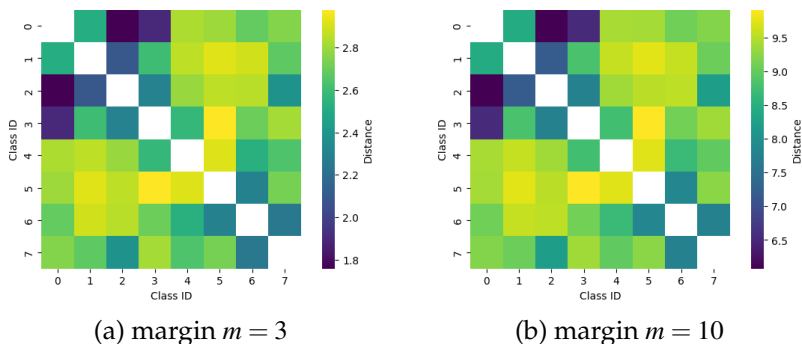 0 1 2 3 4 5 6 7
Class ID
0 1 2 3 4 5 6 7
Class ID
2.8
2.6
2.4
2.2
2.0
1.8
Distance
(a) margin m = 3
0 1 2 3 4 5 6 7
Class ID
0 1 2 3 4 5 6 7
Class ID
9.5
9.0
8.5
8.0
7.5
7.0
6.5
Distance
(b) margin m = 10